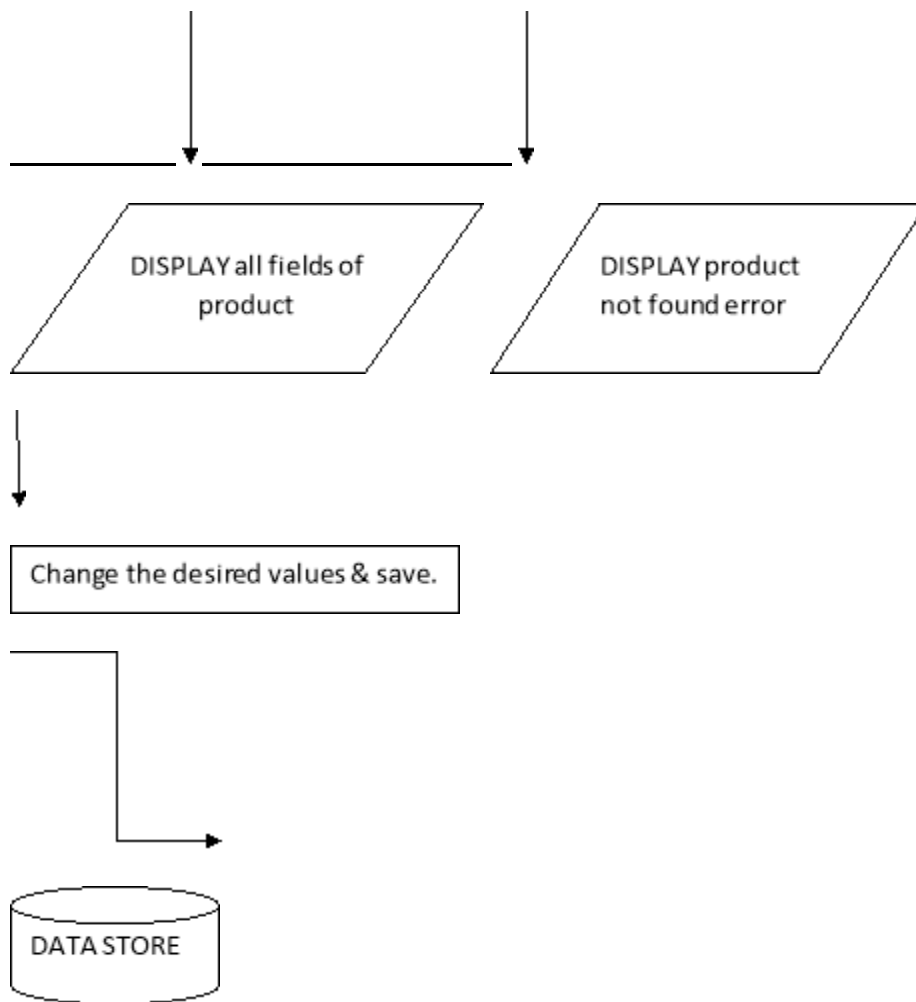 DISPLAY all fields of
product
DISPLAY product
not found error
Change the desired values & save.
DATA STORE